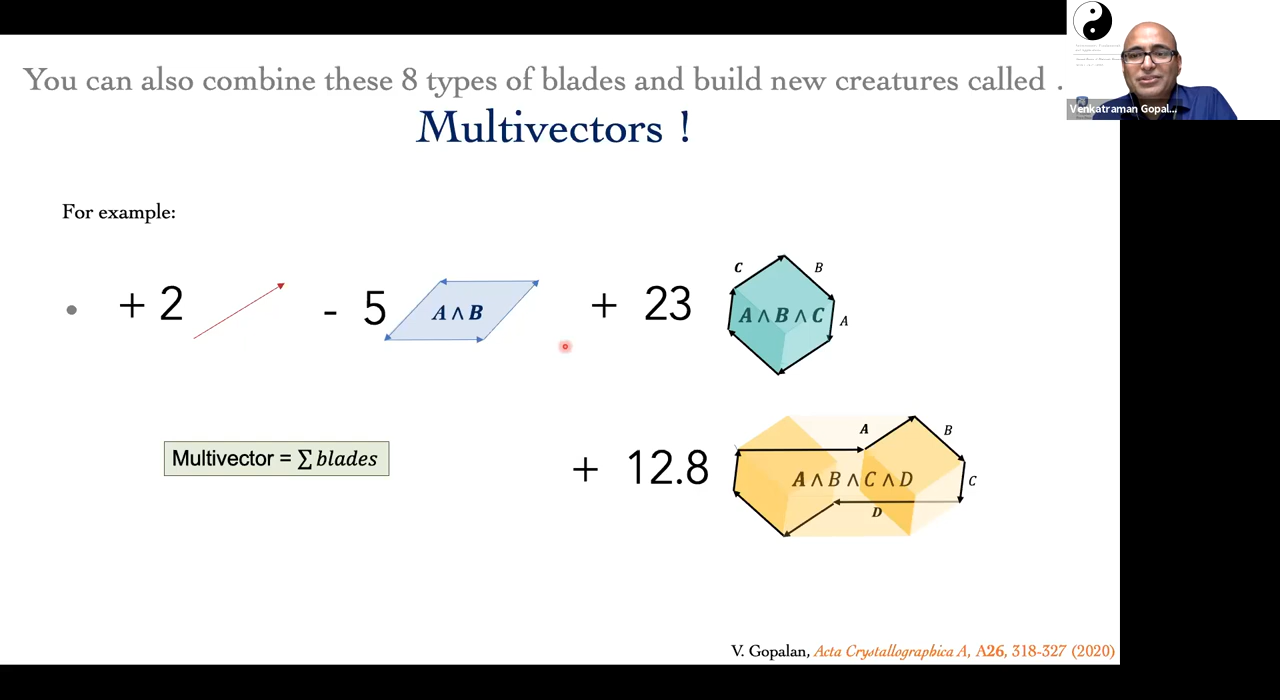 You can also combine these 8 types of blades and build new creatures called .
Multivectors !
Venkatraman Gopal...
For example:
• + 2 - 5 A ∧ B + 23 A ∧ B ∧ C
C B A
Multivector = ∑ blades
+ 12.8 A ∧ B ∧ C ∧ D
A B C D
V. Gopalan, Acta Crystallographica A, A26, 318-327 (2020)